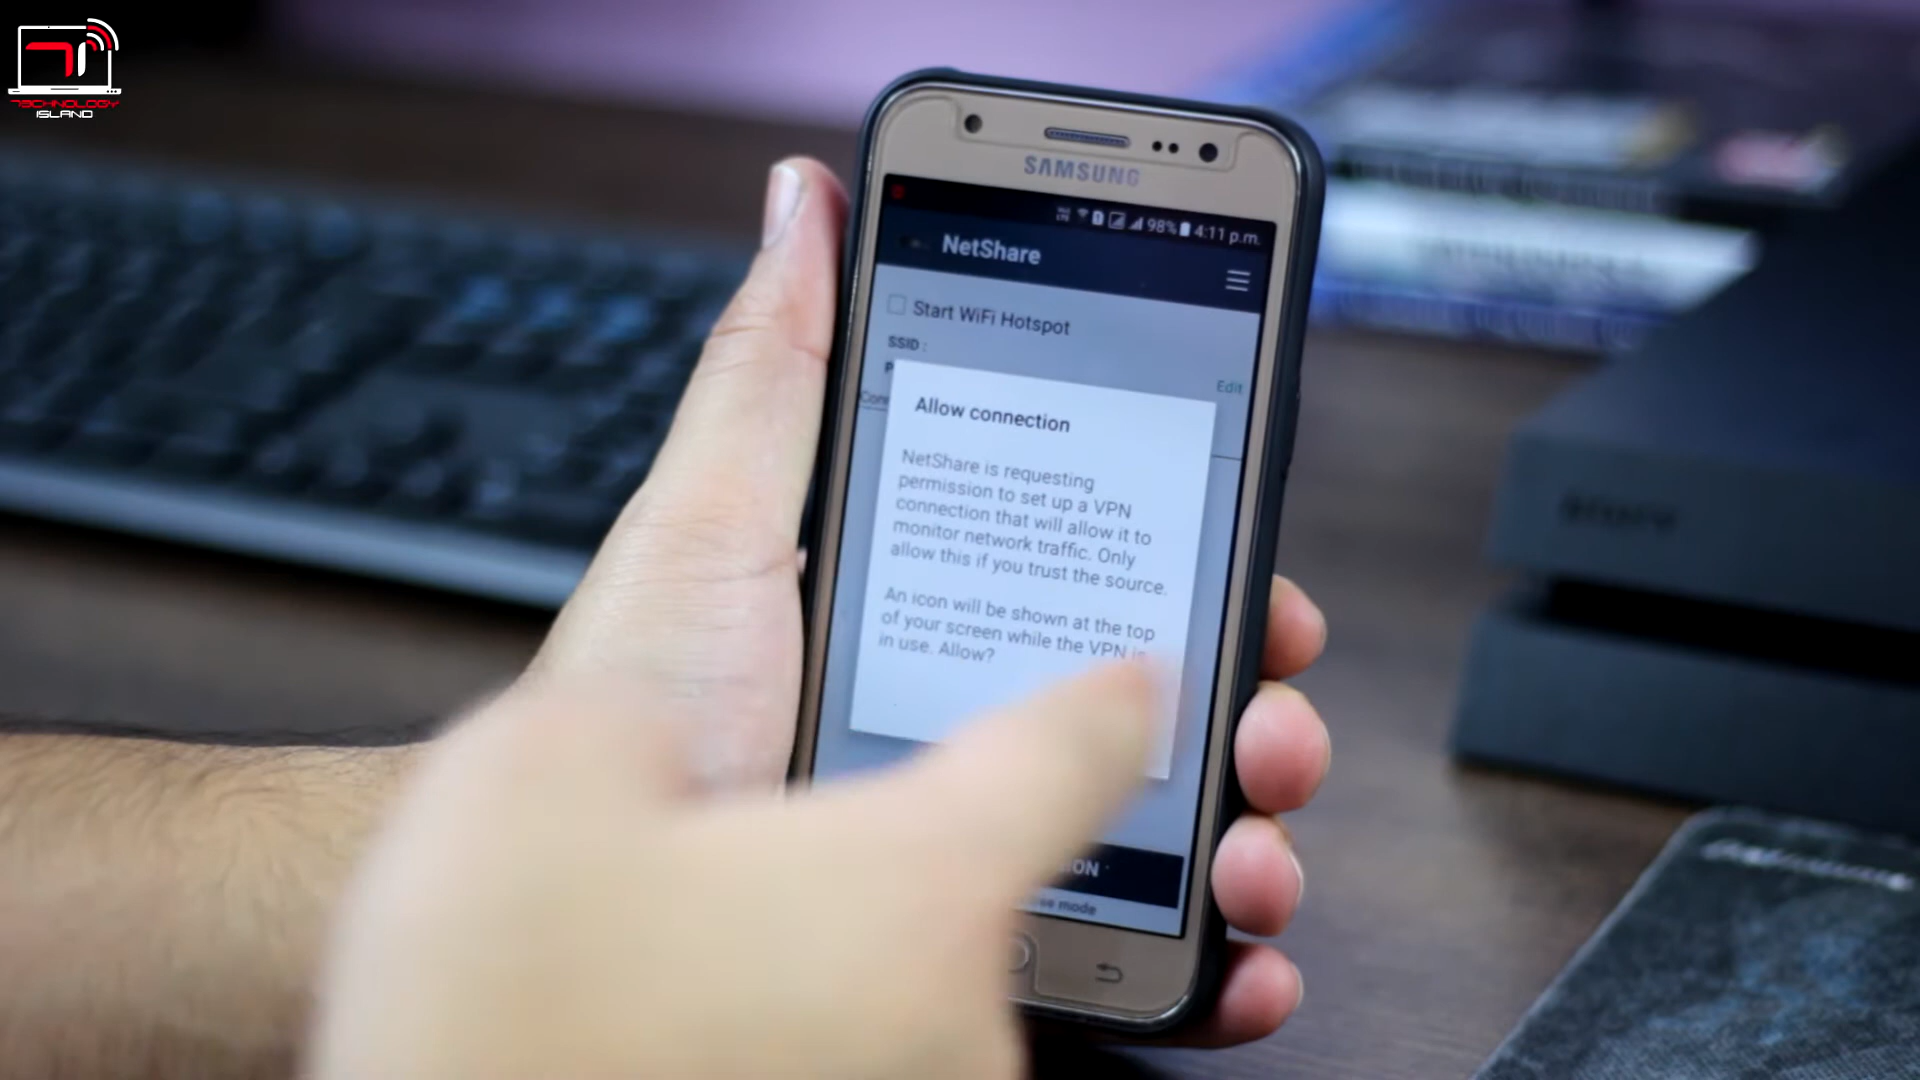 TECHNOLOGY
ISLAND
SAMSUNG
98% 4:11 p.m.
NetShare
Start WiFi Hotspot
SSID :
Edit
Allow connection
NetShare is requesting
permission to set up a VPN
connection that will allow it to
monitor network traffic. Only
allow this if you trust the source.
An icon will be shown at the top
of your screen while the VPN is
in use. Allow?
mode